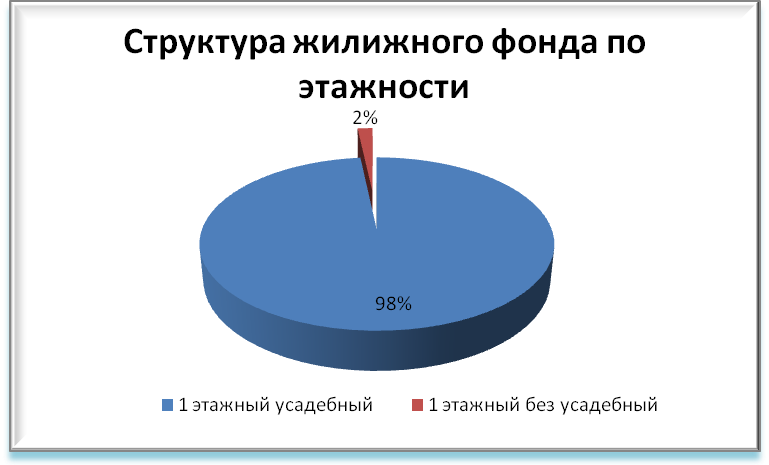 Структура жилижного фонда по
этажности
2%
98%
1 этажный усадебный
1 этажный без усадебный